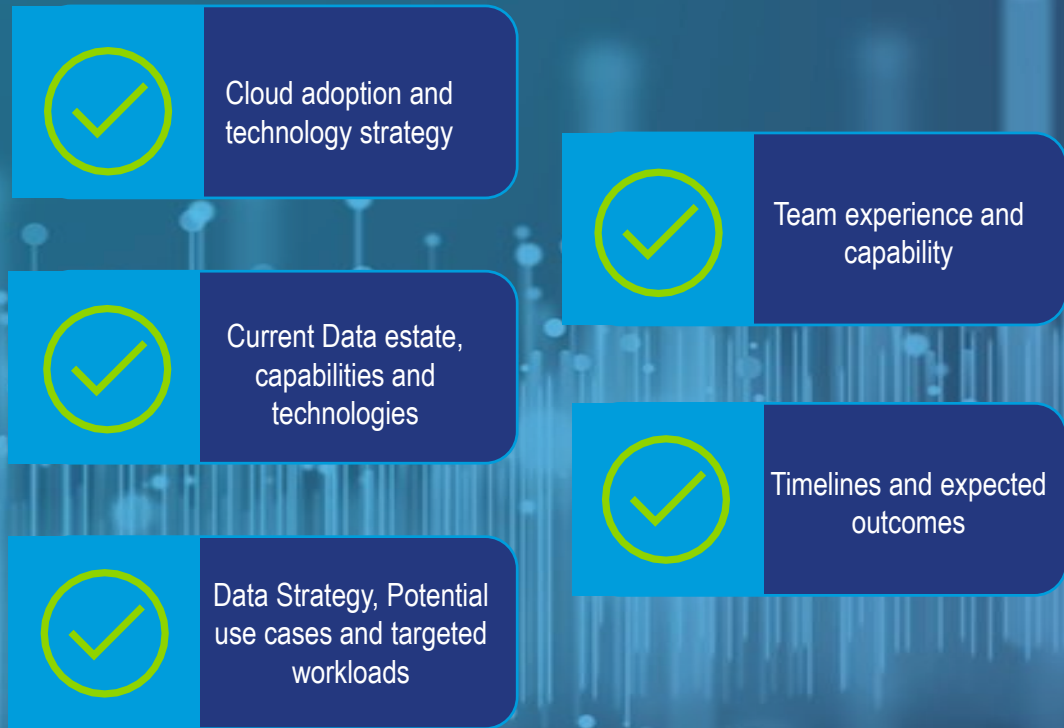 Cloud adoption and
technology strategy
Current Data estate,
capabilities and
technologies
Data Strategy, Potential
use cases and targeted
workloads
Team experience and
capability
Timelines and expected
outcomes